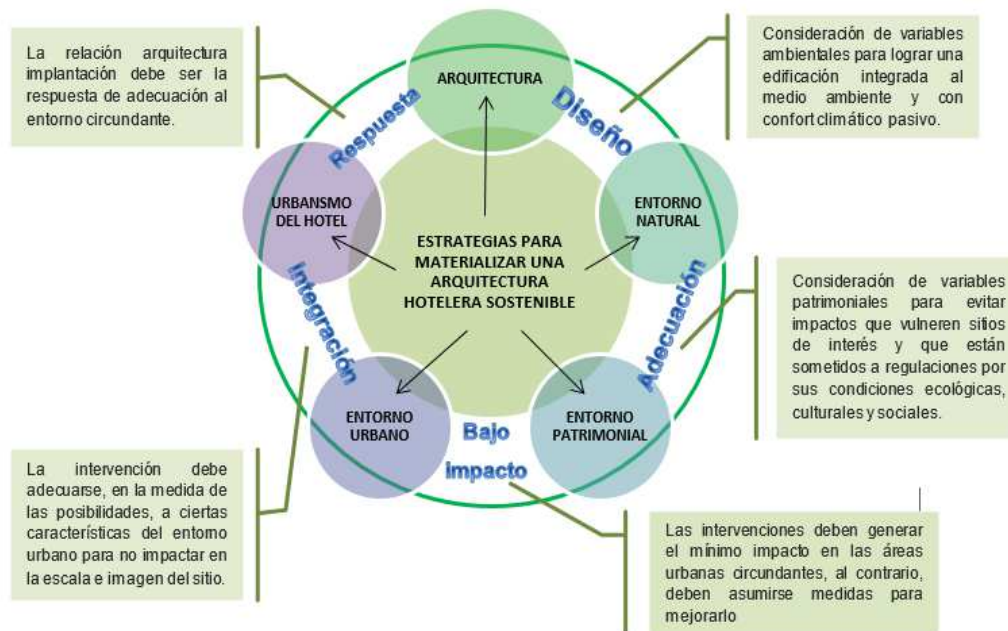 La relación arquitectura
implantación debe ser la
respuesta de adecuación al
entorno circundante.
ARQUITECTURA
Respuesta
Diseño
Consideración de variables
ambientales para lograr una
edificación integrada al
medio ambiente y con
confort climático pasivo.
URBANSMO
DEL HOTEL
ENTORNO
NATURAL
ESTRATEGIAS PARA
MATERIALIZAR UNA
ARQUITECTURA
HOTELERA SOSTENIBLE
Integración
Adecuación
Consideración de variables
patrimoniales para evitar
impactos que vulneren sitios
de interés y que están
sometidos a regulaciones por
sus condiciones ecológicas,
culturales y sociales.
ENTORNO
URBANO
Bajo
impacto
ENTORNO
PATRIMONIAL
La intervención debe
adecuarse, en la medida de
las posibilidades, a ciertas
características del entorno
urbano para no impactar en
la escala e imagen del sitio.
Las intervenciones deben generar
el mínimo impacto en las áreas
urbanas circundantes, al contrario,
deben asumirse medidas para
mejorarlo